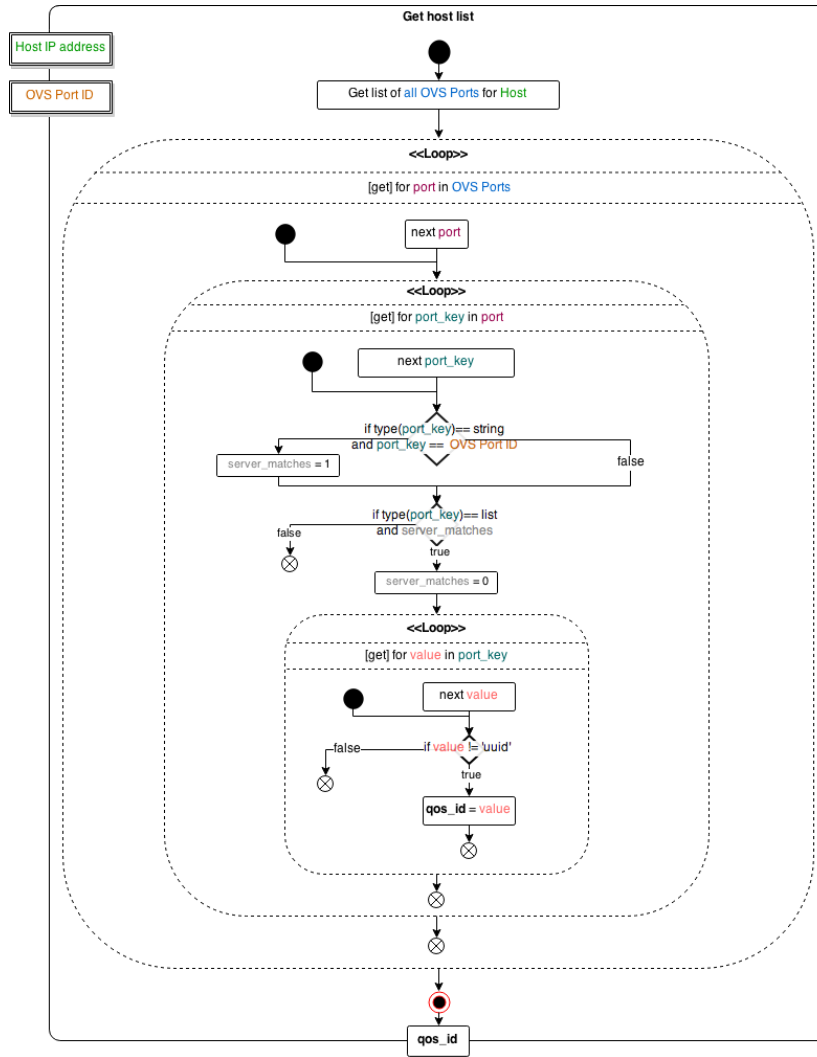 Get host list
Host IP address
OVS Port ID
Get list of all OVS Ports for Host
<<Loop>>
[get] for port in OVS Ports
next port
<<Loop>>
[get] for port_key in port
next port_key
if type(port_key)== string
and port_key == OVS Port ID
server_matches = 1
false
if type(port_key)== list
and server_matches
false
true
server_matches = 0
<<Loop>>
[get] for value in port_key
next value
if value != 'uuid'
false
true
qos_id = value
qos_id